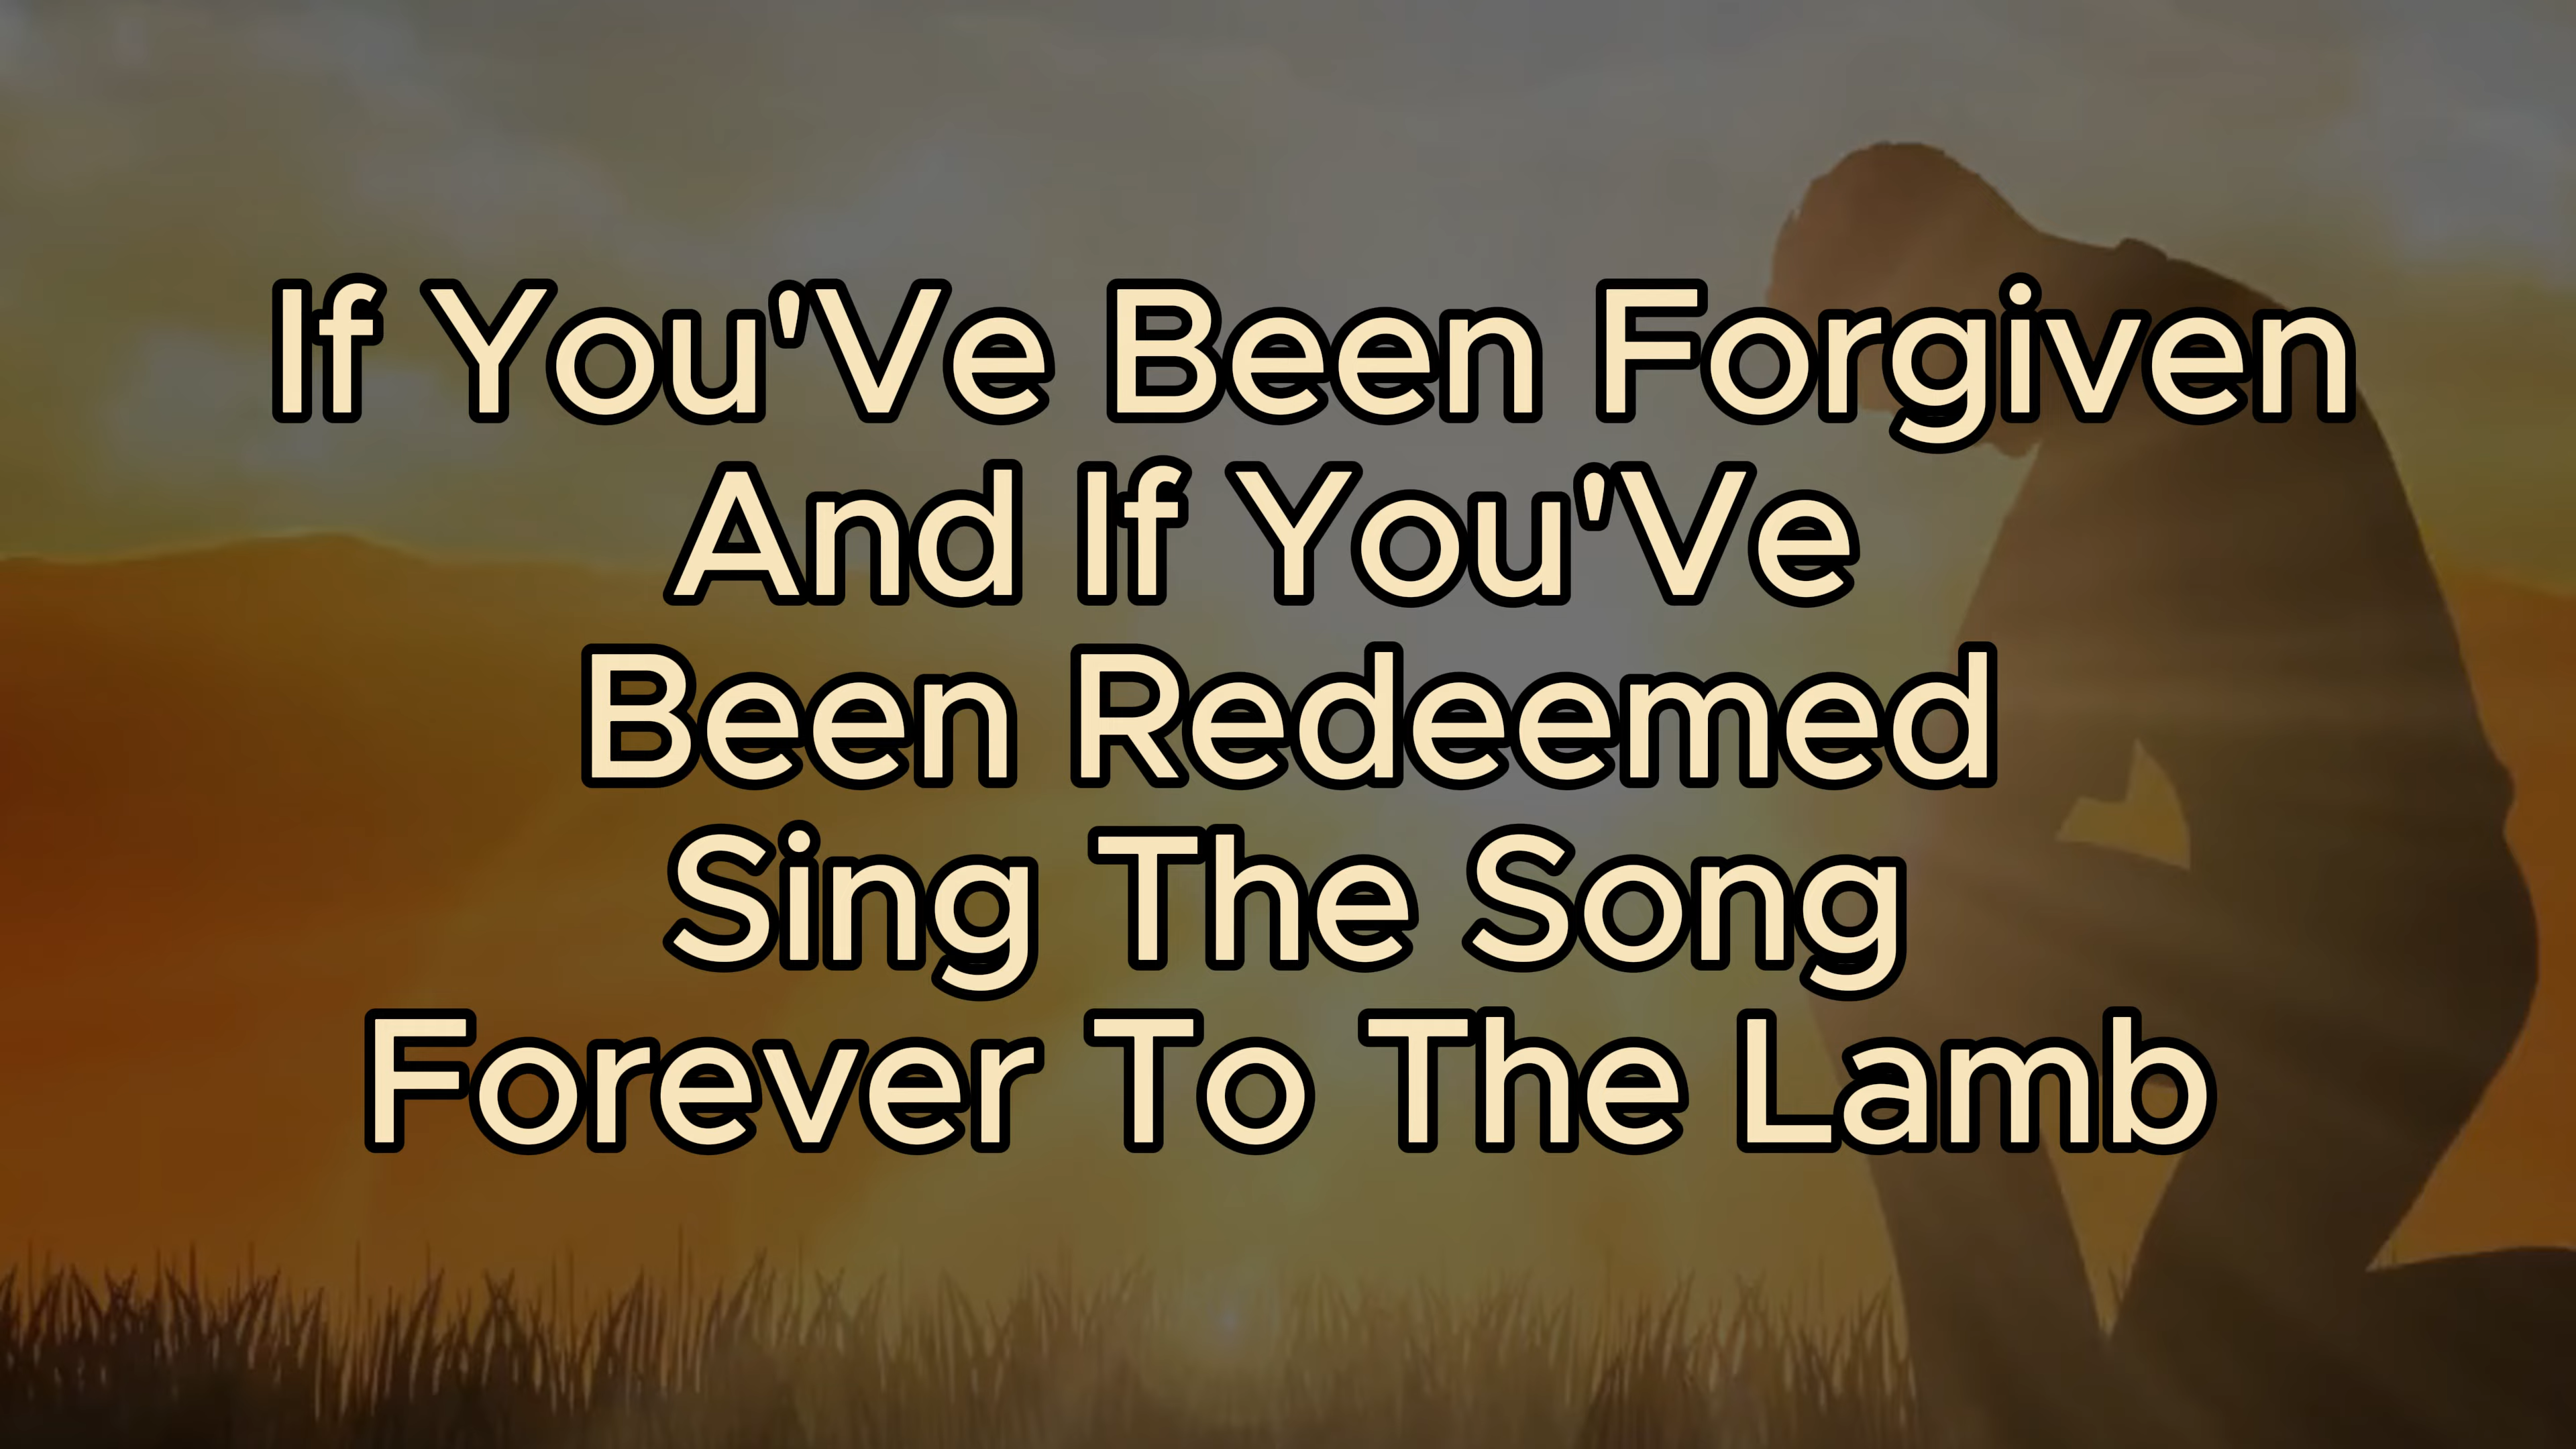 If You'Ve Been Forgiven
And If You'Ve
Been Redeemed
Sing The Song
Forever To The Lamb